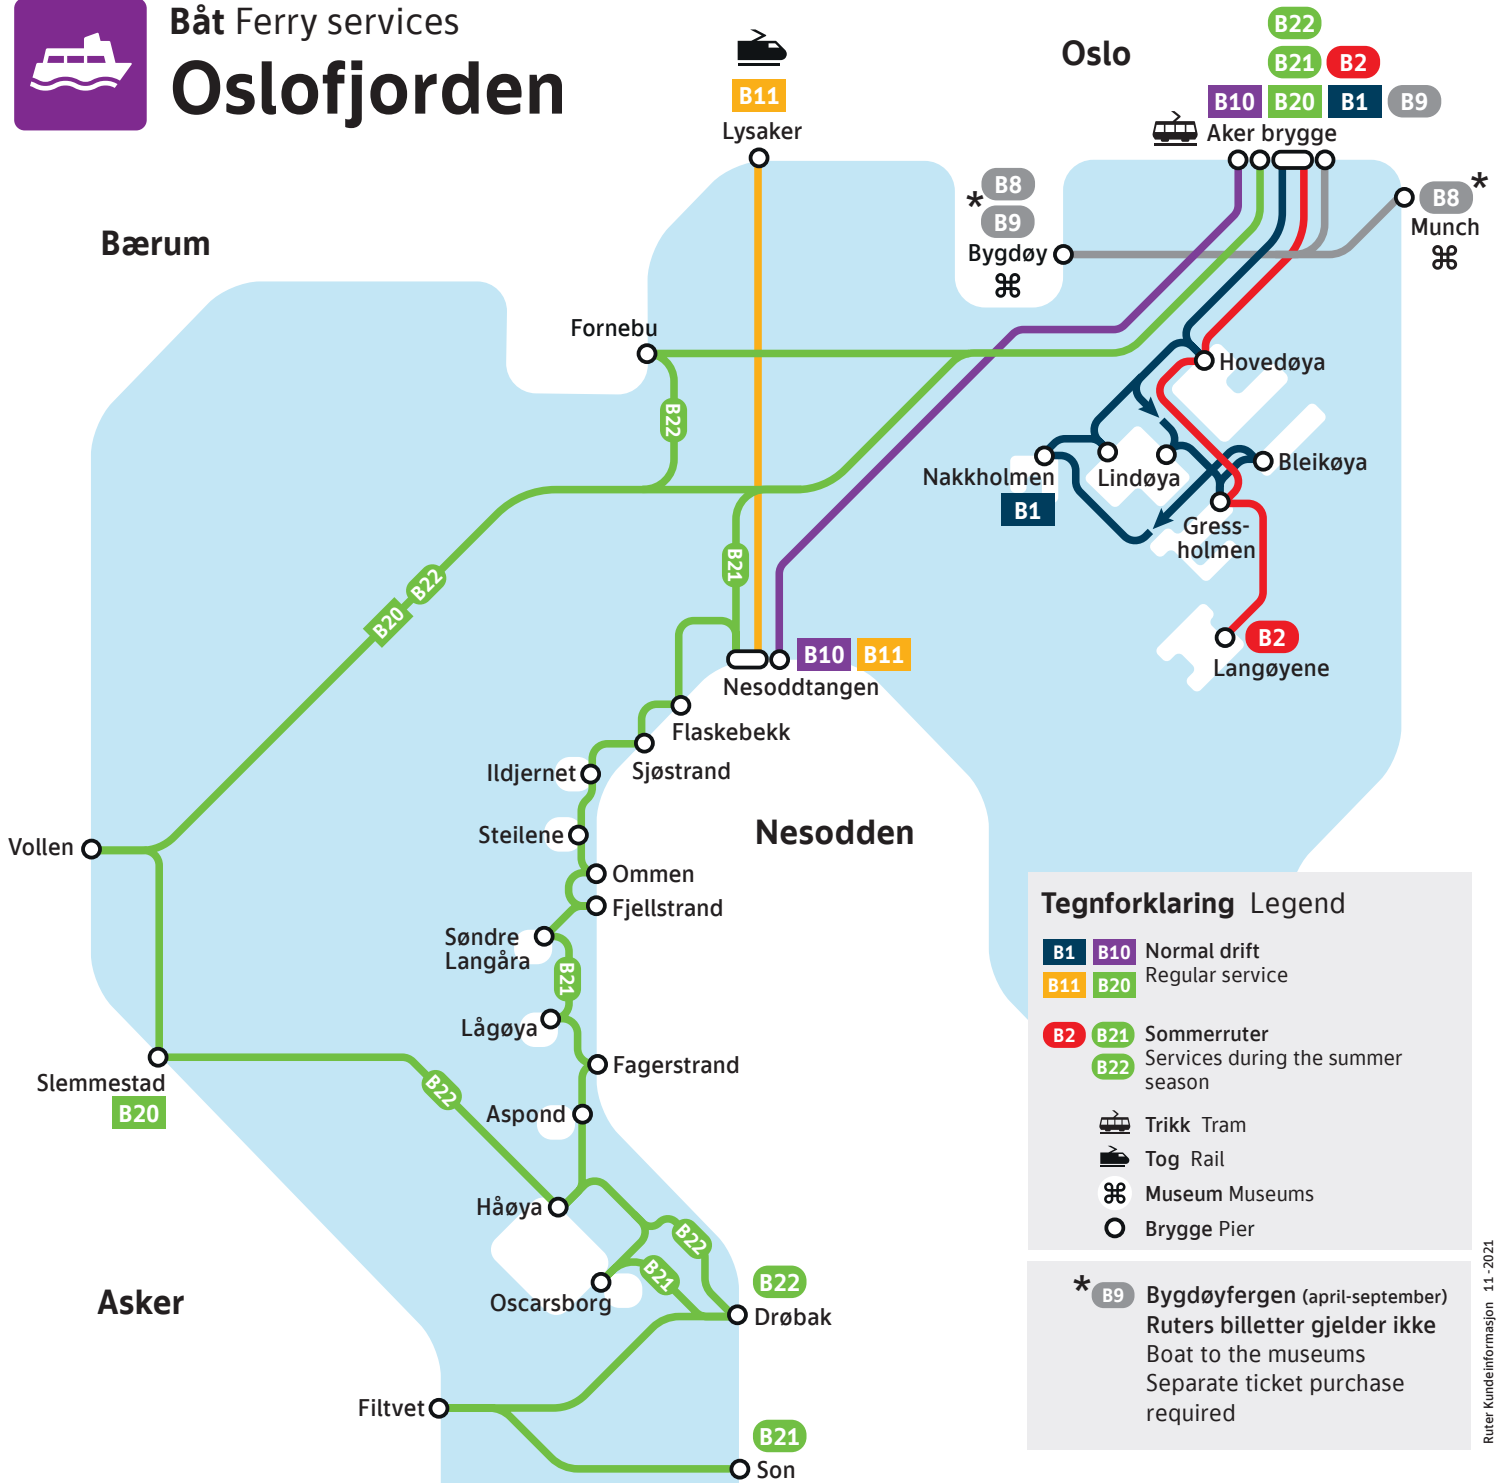 Båt Ferry services
Oslofjorden
B11
Lysaker
Oslo
B22
B21 B2
B10 B20 B1 B9
Aker brygge
* B8
B9
Bygdøy
B8 *
Munch
Bærum
Fornebu
Hovedøya
B22
Nakkholmen
B1
Lindøya
Bleikøya
Gress-
holmen
B21
B20 B22
B10 B11
Nesoddtangen
B2
Langøyene
Flaskebekk
Sjøstrand
Ildjernet
Steilene
Nesodden
Vollen
Ommen
Fjellstrand
Søndre
Langåra
B21
Lågøya
Fagerstrand
Slemmestad
B20
B22
Aspond
Håøya
B22
B21
Oscarsborg
B22
Drøbak
Asker
Filtvet
B21
Son
Tegnforklaring Legend
B1 B10 Normal drift
B11 B20 Regular service
B2 B21 Sommerruter
B22 Services during the summer
season
Trikk Tram
Tog Rail
Museum Museums
Brygge Pier
* B9 Bygdøyfergen (april-september)
Ruters billetter gjelder ikke
Boat to the museums
Separate ticket purchase
required
Ruter Kundeinformasjon 11-2021